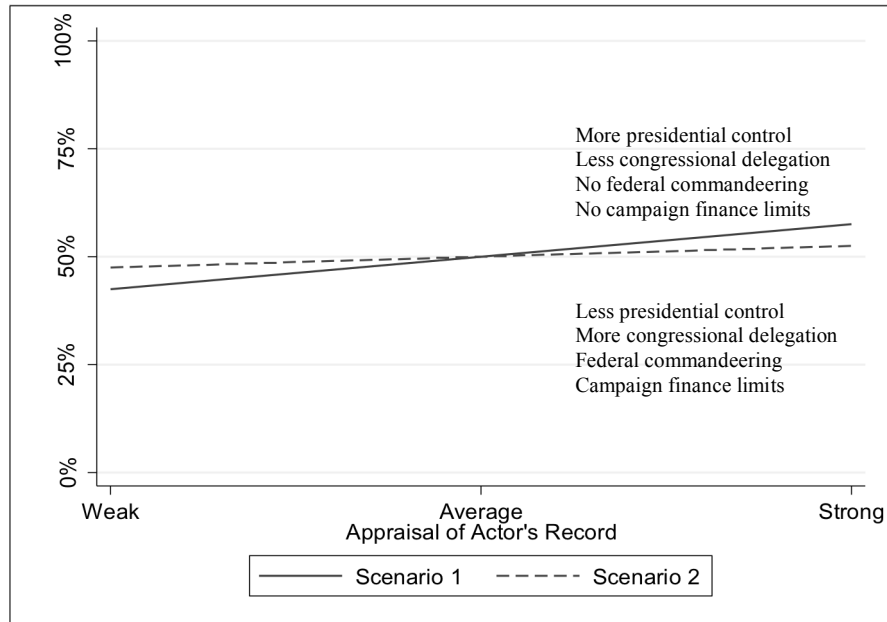 100%
75%
50%
25%
0%
More presidential control
Less congressional delegation
No federal commandeering
No campaign finance limits
Less presidential control
More congressional delegation
Federal commandeering
Campaign finance limits
Weak Average Strong
Appraisal of Actor's Record
Scenario 1 Scenario 2